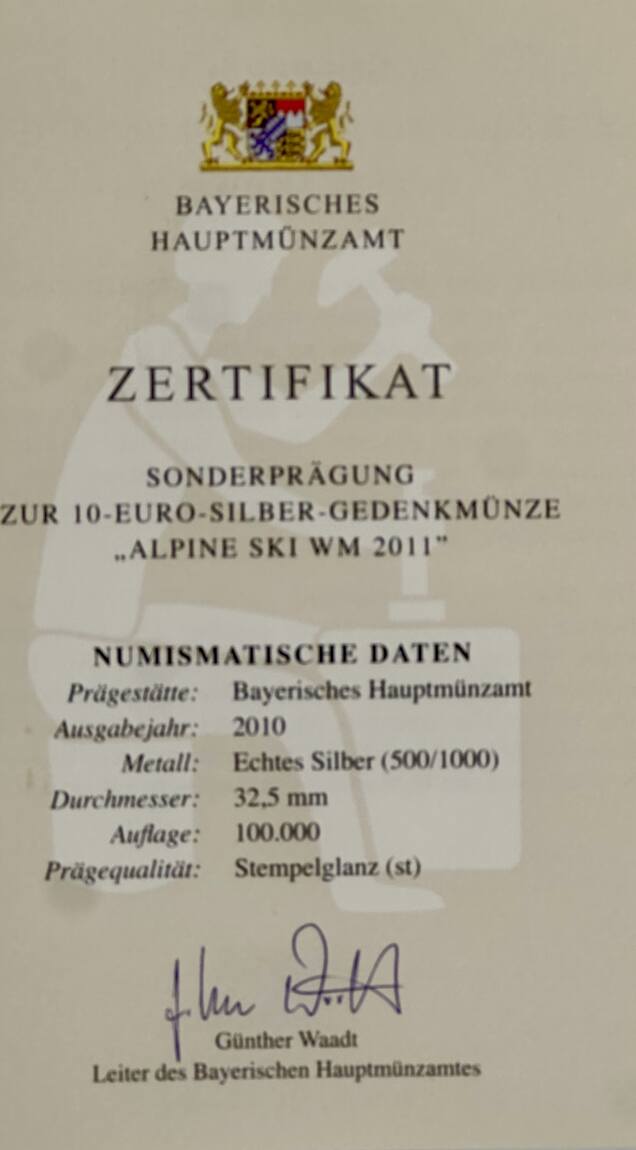 BAYERISCHES
HAUPTMÜNZAMT
ZERTIFIKAT
SONDERPRÄGUNG
ZUR 10-EURO-SILBER-GEDENKMÜNZE
„ALPINE SKI WM 2011”
NUMISMATISCHE DATEN
Prägestätte: Bayerisches Hauptmünzamt
Ausgabejahr: 2010
Metall: Echtes Silber (500/1000)
Durchmesser: 32,5 mm
Auflage: 100.000
Prägequalität: Stempelglanz (st)
Günther Waadt
Leiter des Bayerischen Hauptmünzamtes